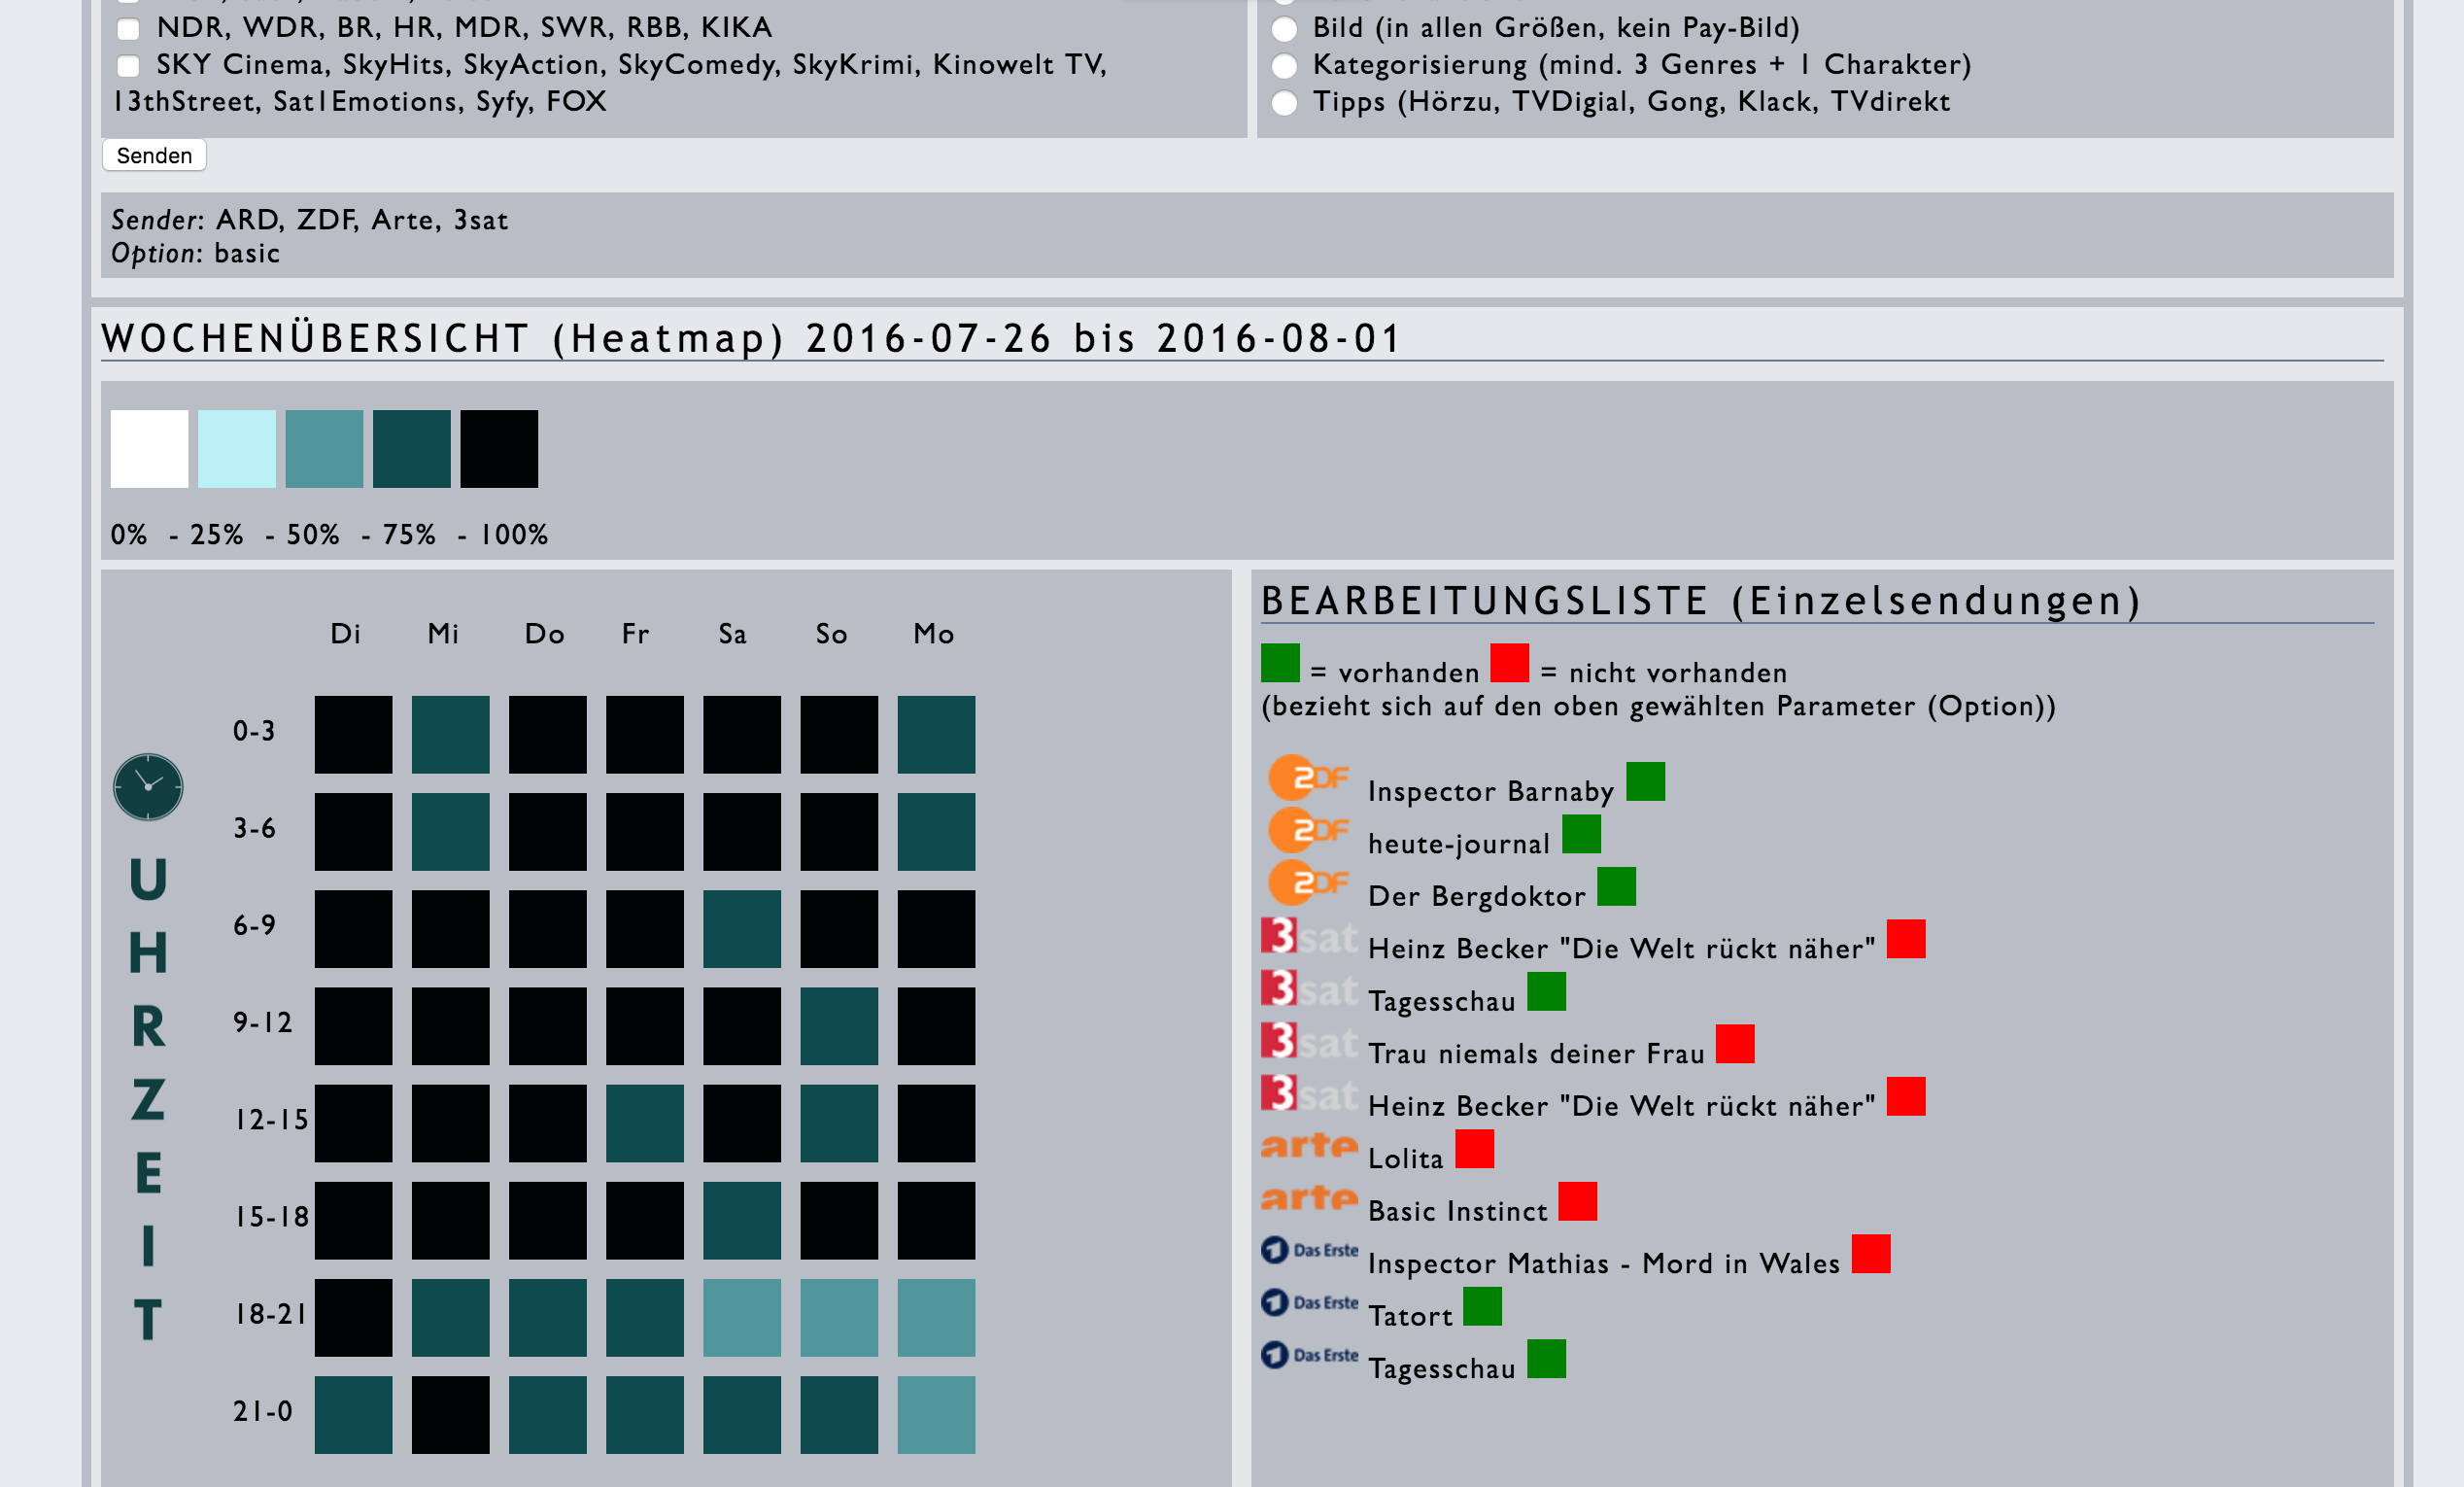 NDR, WDR, BR, HR, MDR, SWR, RBB, KIKA
SKY Cinema, SkyHits, SkyAction, SkyComedy, SkyKrimi, Kinowelt TV,
13thStreet, Sat1Emotions, Syfy, FOX
Bild (in allen Größen, kein Pay-Bild)
Kategorisierung (mind. 3 Genres + 1 Charakter)
Tipps (Hörzu, TVDigial, Gong, Klack, TVdirekt
Senden
Sender: ARD, ZDF, Arte, 3sat
Option: basic
WOCHENÜBERSICHT (Heatmap) 2016-07-26 bis 2016-08-01
0% - 25% - 50% - 75% - 100%
Di Mi Do Fr Sa So Mo
0-3
3-6
6-9
9-12
12-15
15-18
18-21
21-0
UHRZEIT
BEARBEITUNGSLISTE (Einzelsendungen)
= vorhanden = nicht vorhanden
(bezieht sich auf den oben gewählten Parameter (Option))
2DF Inspector Barnaby
2DF heute-journal
2DF Der Bergdoktor
3sat Heinz Becker "Die Welt rückt näher"
3sat Tagesschau
3sat Trau niemals deiner Frau
3sat Heinz Becker "Die Welt rückt näher"
arte Lolita
arte Basic Instinct
1 Das Erste Inspector Mathias - Mord in Wales
1 Das Erste Tatort
1 Das Erste Tagesschau